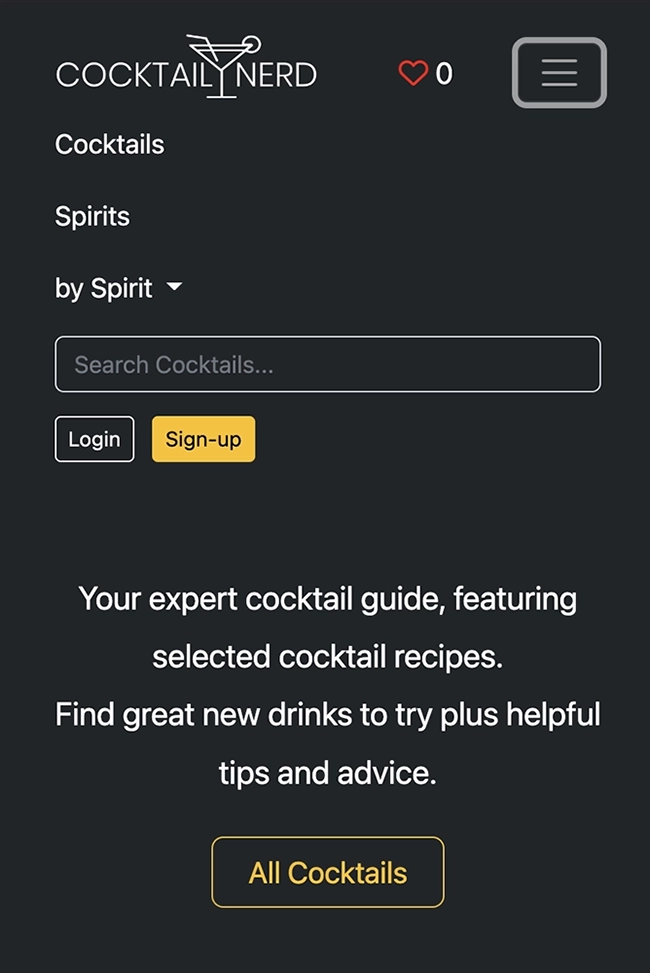 COCKTAIL NERD
0
Cocktails
Spirits
by Spirit
Search Cocktails...
Login
Sign-up
Your expert cocktail guide, featuring
selected cocktail recipes.
Find great new drinks to try plus helpful
tips and advice.
All Cocktails